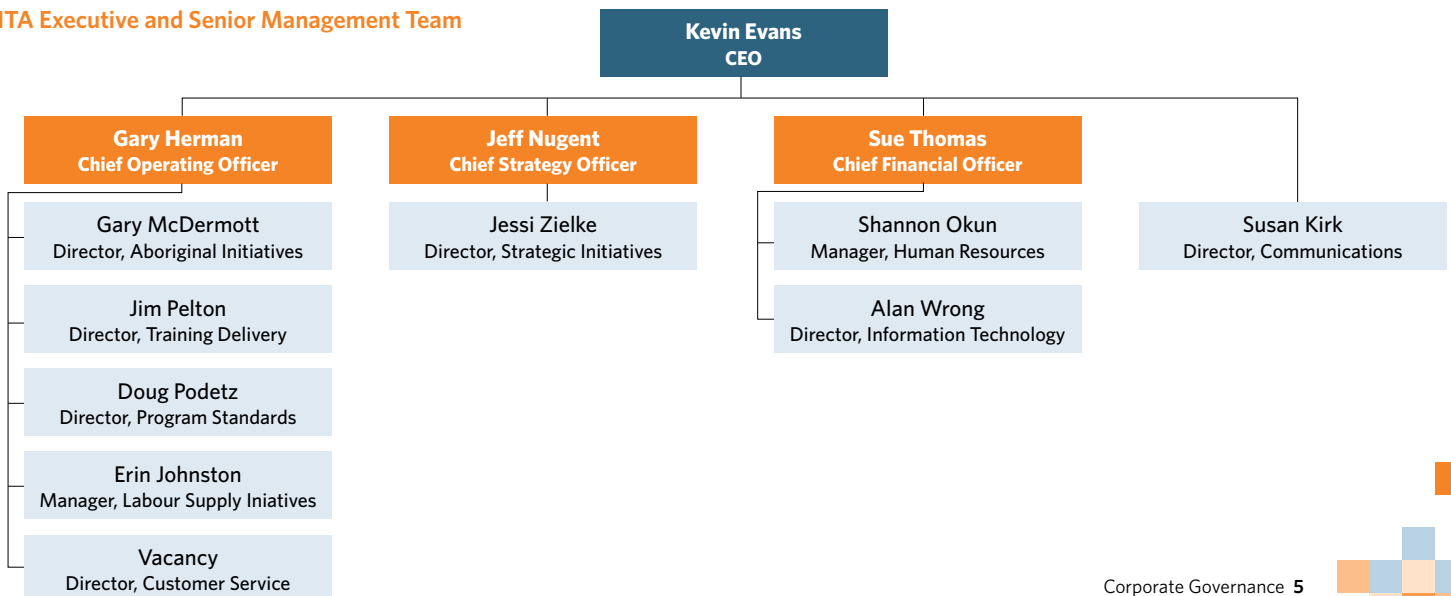 ITA Executive and Senior Management Team
Kevin Evans
CEO
Gary Herman
Chief Operating Officer
Jeff Nugent
Chief Strategy Officer
Sue Thomas
Chief Financial Officer
Gary McDermott
Director, Aboriginal Initiatives
Jessi Zielke
Director, Strategic Initiatives
Shannon Okun
Manager, Human Resources
Susan Kirk
Director, Communications
Jim Pelton
Director, Training Delivery
Alan Wrong
Director, Information Technology
Doug Podetz
Director, Program Standards
Erin Johnston
Manager, Labour Supply Iniatives
Vacancy
Director, Customer Service
Corporate Governance 5